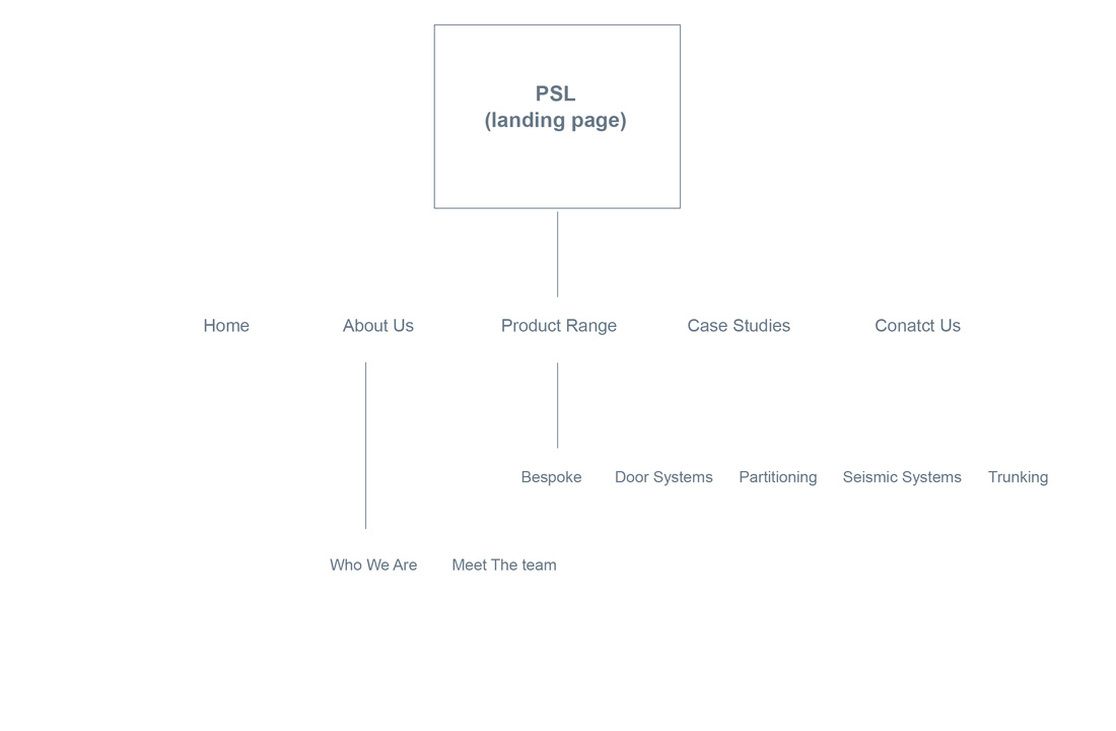 PSL
(landing page)
Home About Us Product Range Case Studies Conatct Us
Bespoke Door Systems Partitioning Seismic Systems Trunking
Who We Are Meet The team